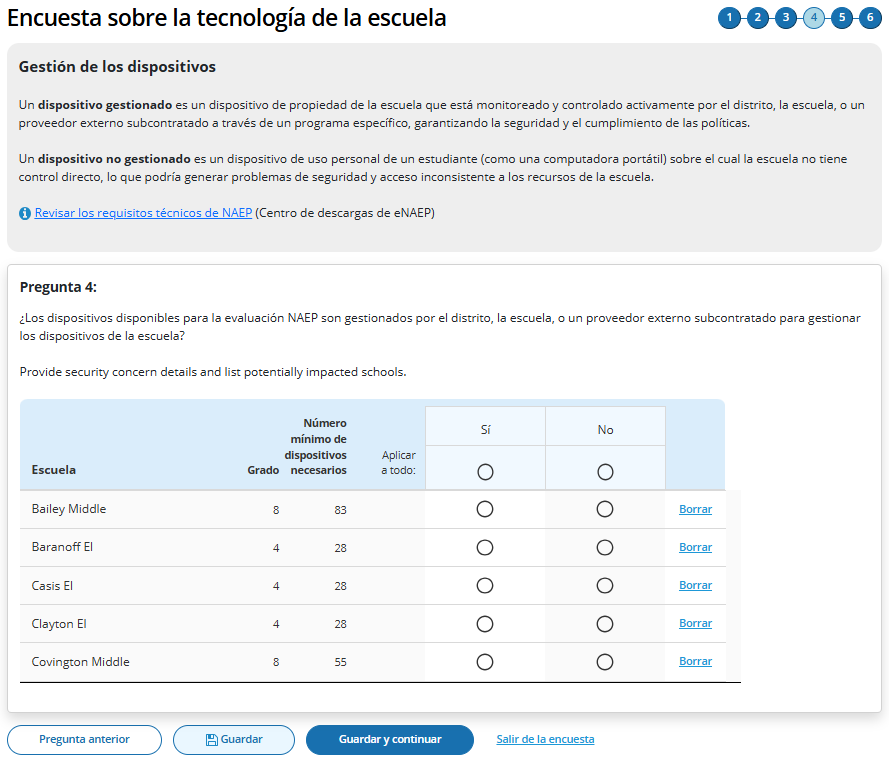 Encuesta sobre la tecnología de la escuela
1 2 3 4 5 6
Gestión de los dispositivos
Un dispositivo gestionado es un dispositivo de propiedad de la escuela que está monitoreado y controlado activamente por el distrito, la escuela, o un
proveedor externo subcontratado a través de un programa específico, garantizando la seguridad y el cumplimiento de las políticas.
Un dispositivo no gestionado es un dispositivo de uso personal de un estudiante (como una computadora portátil) sobre el cual la escuela no tiene
control directo, lo que podría generar problemas de seguridad y acceso inconsistente a los recursos de la escuela.
Revisar los requisitos técnicos de NAEP (Centro de descargas de eNAEP)
Pregunta 4:
¿Los dispositivos disponibles para la evaluación NAEP son gestionados por el distrito, la escuela, o un proveedor externo subcontratado para gestionar
los dispositivos de la escuela?
Provide security concern details and list potentially impacted schools.
Escuela
Grado
Número
mínimo de
dispositivos
necesarios
Aplicar
a todo:
Sí
No
Bailey Middle 8 83 Borrar
Baranoff El 4 28 Borrar
Casis El 4 28 Borrar
Clayton El 4 28 Borrar
Covington Middle 8 55 Borrar
Pregunta anterior
Guardar
Guardar y continuar
Salir de la encuesta